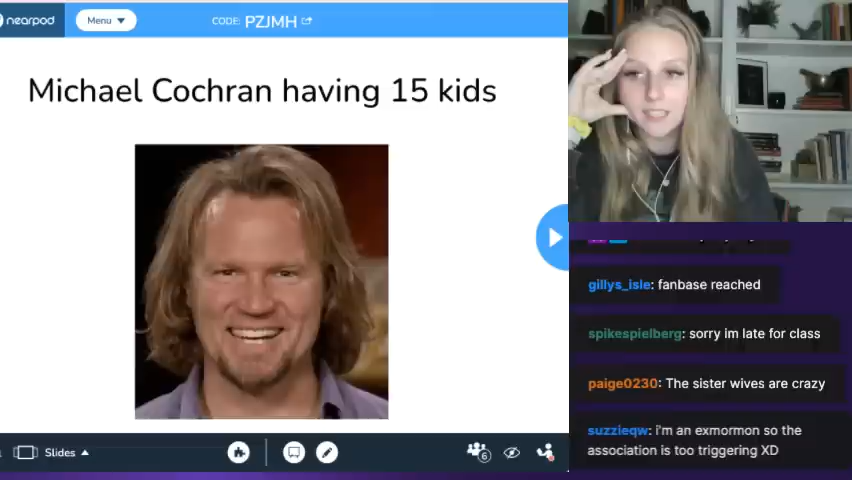 nearpod
Menu
CODE: PZJMH
Michael Cochran having 15 kids
gillys_isle: fanbase reached
spikespielberg: sorry im late for class
paige0230: The sister wives are crazy
suzzieqw: i'm an exmormon so the
association is too triggering XD
Slides
6